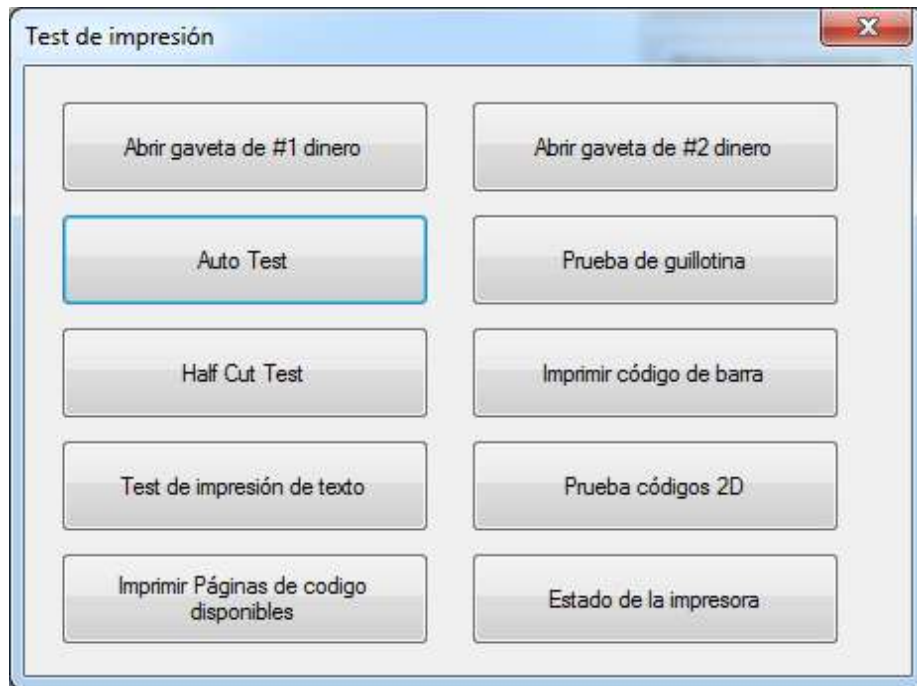 Test de impresión
Abrir gaveta de #1 dinero
Abrir gaveta de #2 dinero
Auto Test
Prueba de guillotina
Half Cut Test
Imprimir código de barra
Test de impresión de texto
Prueba códigos 2D
Imprimir Páginas de codigo
disponibles
Estado de la impresora